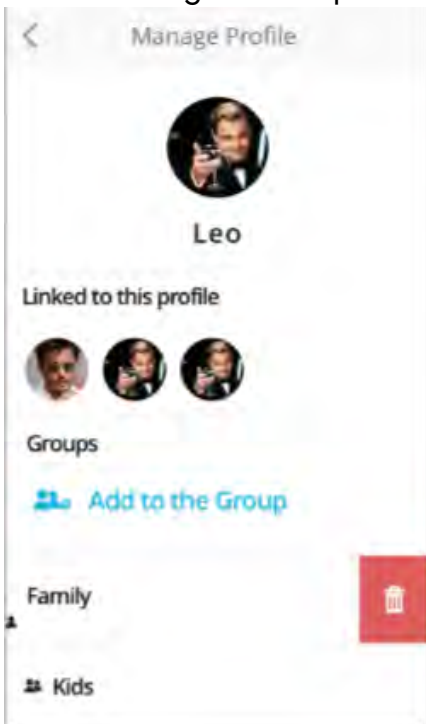 Manage Profile
Leo
Linked to this profile
Groups
Add to the Group
Family
Kids